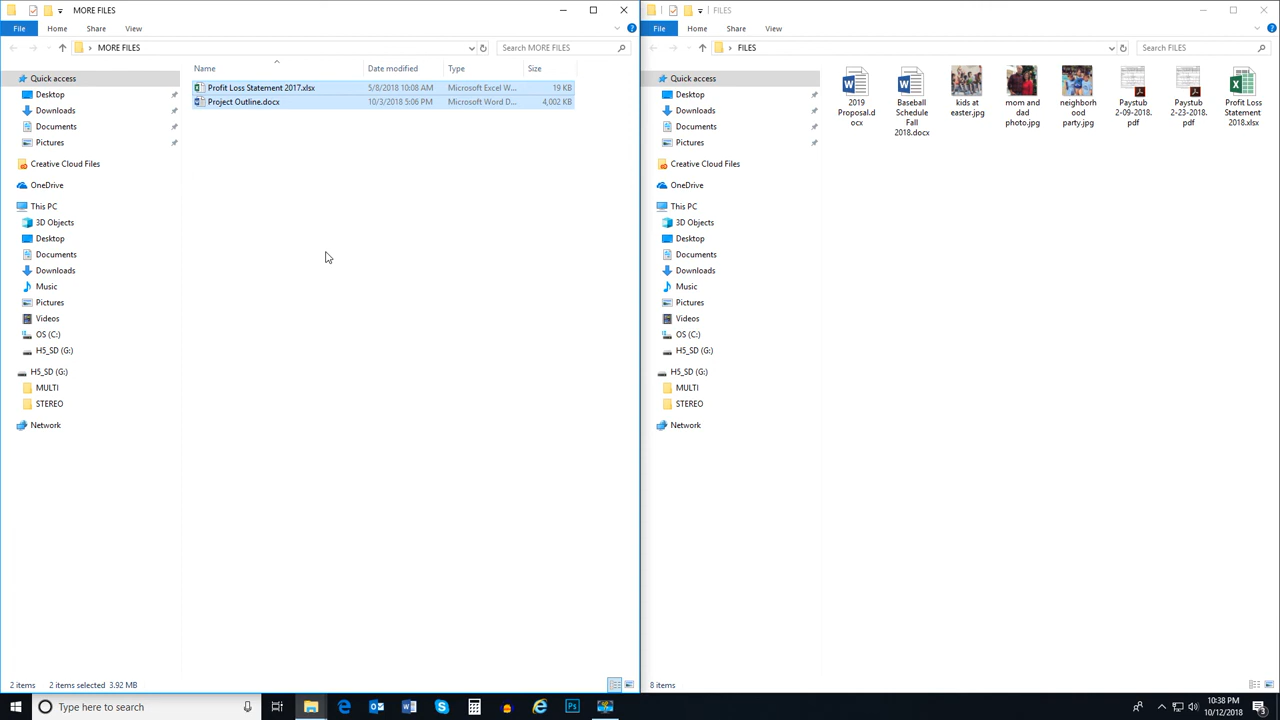 MORE FILES
File Home Share View
MORE FILES
Search MORE FILES
Quick access
Desktop
Downloads
Documents
Pictures
Creative Cloud Files
OneDrive
This PC
3D Objects
Desktop
Documents
Downloads
Music
Pictures
Videos
OS (C:)
H5_SD (G:)
H5_SD (G:)
MULTI
STEREO
Network
Name Date modified Type Size
Profit Loss Statement 2017.xlsx 10:08 Microsoft Excel W... 19 KB
Project Outline.docx 10/3/2018 5:06 PM Microsoft Word D... 4,002 KB
2 items 2 items selected 3.92 MB
FILES
File Home Share View
FILES
Search FILES
Quick access
Desktop
Downloads
Documents
Pictures
Creative Cloud Files
OneDrive
This PC
3D Objects
Desktop
Documents
Downloads
Music
Pictures
Videos
OS (C:)
H5_SD (G:)
H5_SD (G:)
MULTI
STEREO
Network
2019
Proposal.d
ocx
Baseball
Schedule
Fall
2018.docx
kids at
easter.jpg
mom and
dad
photo.jpg
neighborh
ood
party.jpg
Paystub
2-09-2018.
pdf
Paystub
2-23-2018.
pdf
Profit Loss
Statement
2018.xlsx
8 items
Type here to search
10:38 PM
10/12/2018